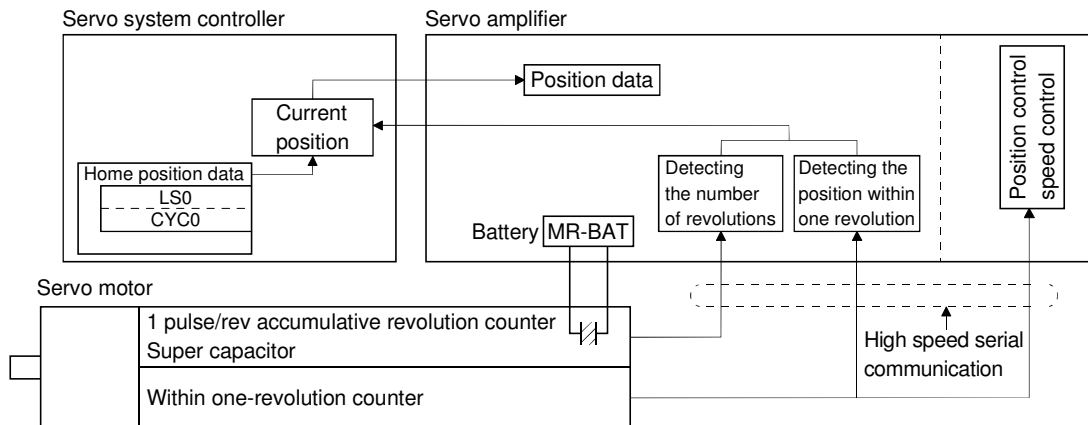 Servo system controller
Servo amplifier
Position data
Current
position
Position control
speed control
Home position data
LS0
CYC0
Detecting
the number
of revolutions
Detecting the
position within
one revolution
Battery MR-BAT
Servo motor
1 pulse/rev accumulative revolution counter
Super capacitor
High speed serial
communication
Within one-revolution counter